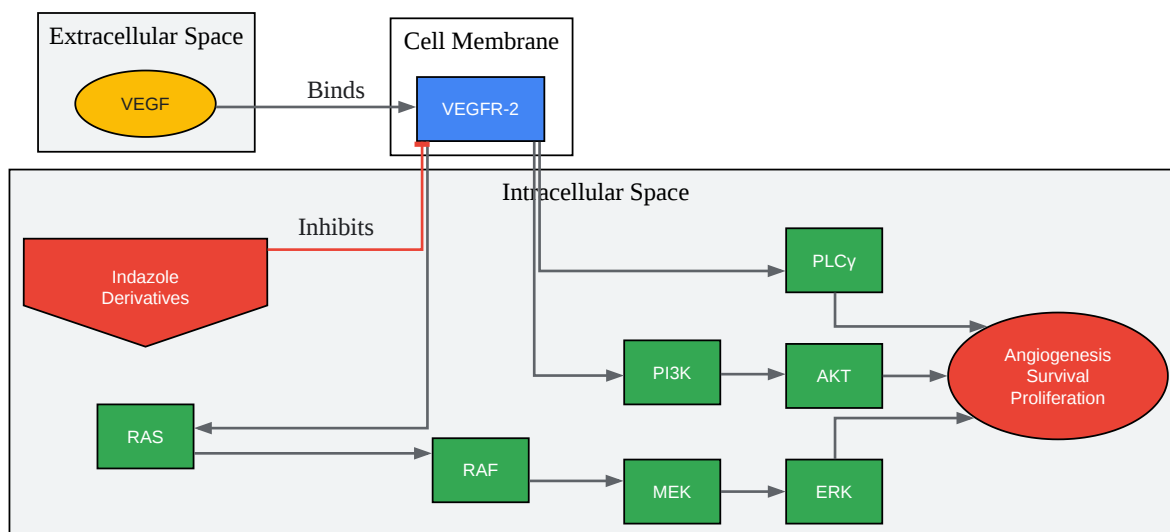 Extracellular Space
Cell Membrane
VEGF
Binds
VEGFR-2
Intracellular Space
Inhibits
Indazole
Derivatives
PLCγ
PI3K
AKT
Angiogenesis
Survival
Proliferation
RAS
RAF
MEK
ERK